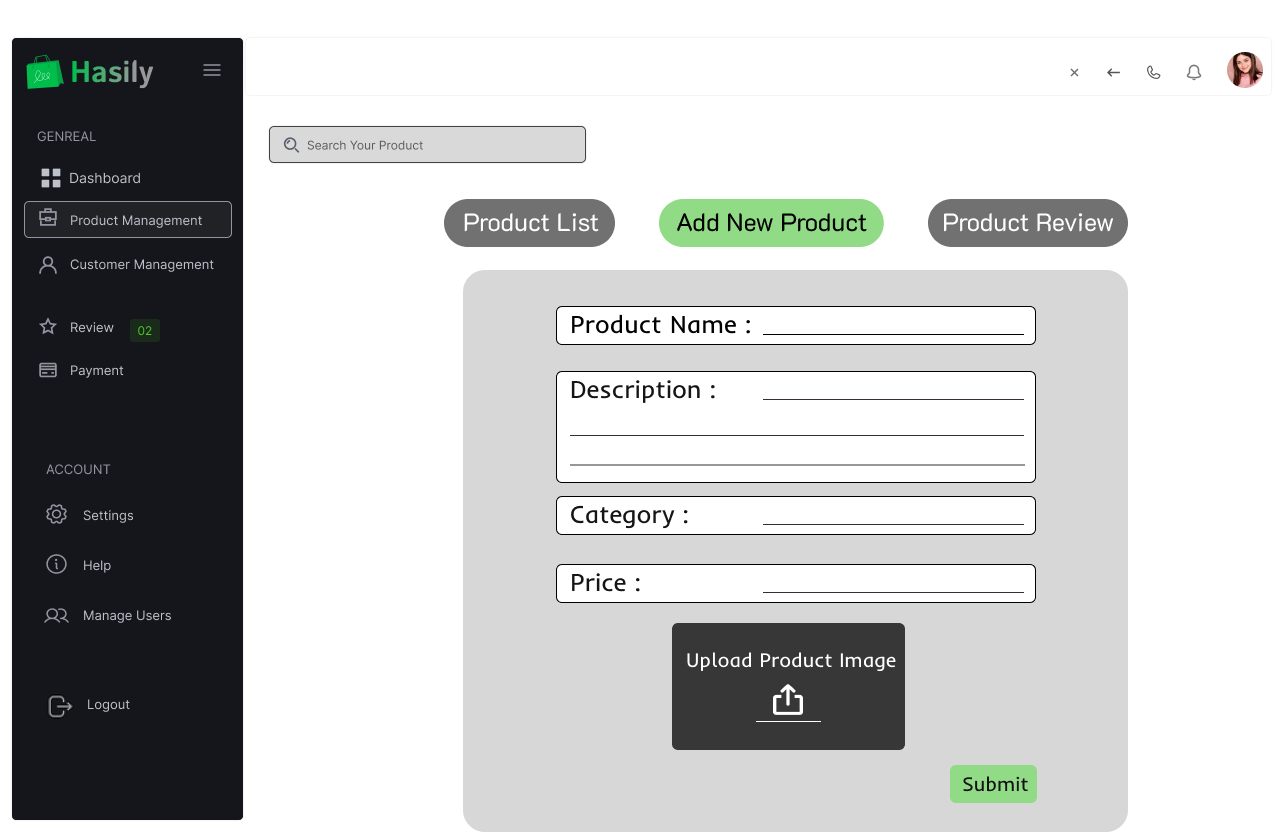 Hasily
GENREAL
Dashboard
Product Management
Customer Management
Review 02
Payment
ACCOUNT
Settings
Help
Manage Users
Logout
Search Your Product
Product List
Add New Product
Product Review
Product Name :
Description :
Category :
Price :
Upload Product Image
Submit